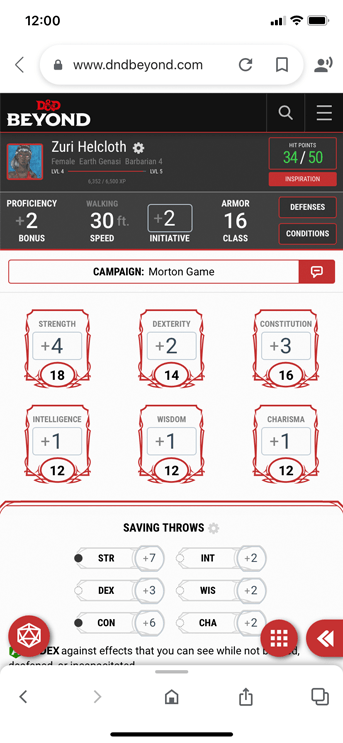 12:00
www.dndbeyond.com
D&D
BEYOND
Zuri Helcloth
Female Earth Genasi Barbarian 4
LVL 4 LVL 5
6,352 / 6,500 XP
HIT POINTS
34 / 50
INSPIRATION
PROFICIENCY
+2
BONUS
WALKING
30 ft.
SPEED
+2
INITIATIVE
ARMOR
16
CLASS
DEFENSES
CONDITIONS
CAMPAIGN: Morton Game
STRENGTH
+4
18
DEXTERITY
+2
14
CONSTITUTION
+3
16
INTELLIGENCE
+1
12
WISDOM
+1
12
CHARISMA
+1
12
SAVING THROWS
STR +7
INT +2
DEX +3
WIS +2
CON +6
CHA +2
DEX against effects that you can see while not